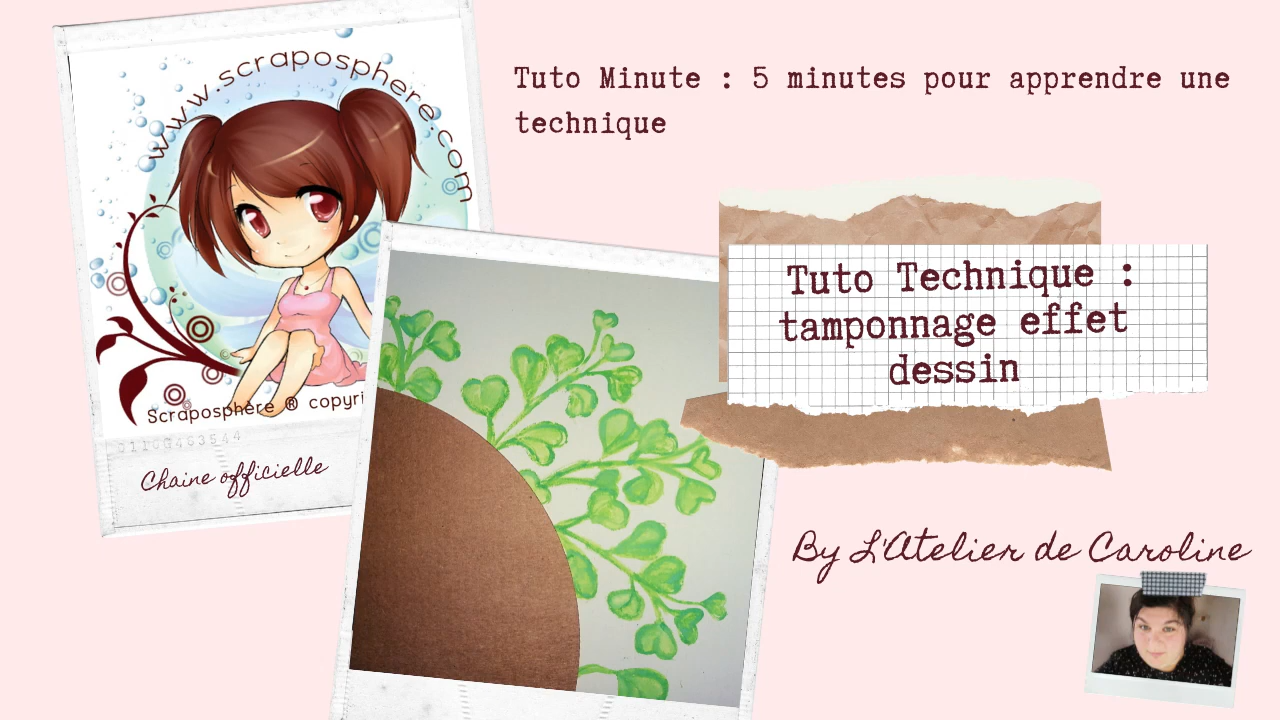 www.scraposphere.com
Tuto Minute : 5 minutes pour apprendre une
technique
Tuto Technique :
tamponnage effet
dessin
Scraposphère ® copyri
Chaine officielle
By L'Atelier de Caroline